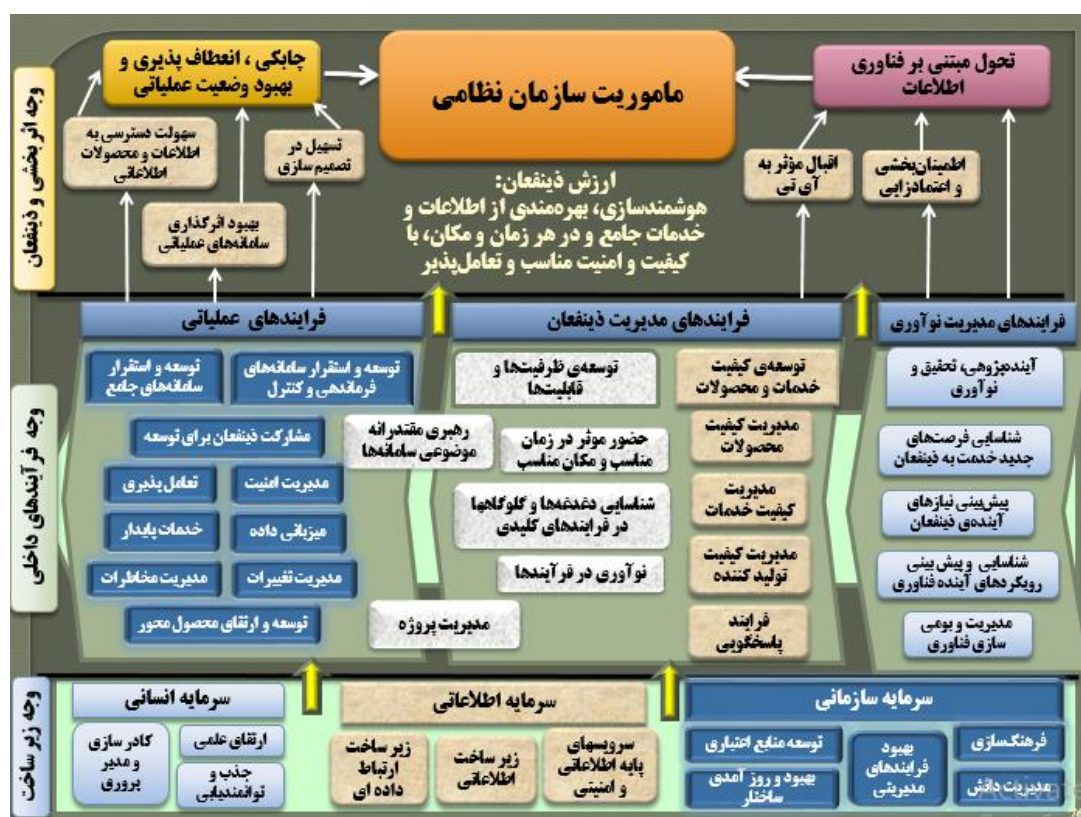 تحول مبتنی بر فناوری
اطلاعات
ماموریت سازمان نظامی
چابکی ، انعطاف پذیری و
بهبود وضعیت عملیاتی
وجه اثر بخشی و ذینفعان
اطمینان‌بخشی
و اعتمادزایی
اقبال مؤثر به
آی تی
تسهیل در
تصمیم سازی
سهولت دسترسی به
اطلاعات و محصولات
اطلاعاتی
بهبود اثرگذاری
سامانه‌های عملیاتی
ارزش ذینفعان:
هوشمندسازی، بهره‌مندی از اطلاعات و
خدمات جامع و در هر زمان و مکان، با
کیفیت و امنیت مناسب و تعامل‌پذیر
وجه فرآیندهای داخلی
فرایندهای مدیریت نوآوری
آینده‌پژوهی، تحقیق و
نوآوری
شناسایی فرصت‌های
جدید خدمت به ذینفعان
پیش‌بینی نیازهای
آینده‌ی ذینفعان
شناسایی و پیش بینی
رویکردهای آینده فناوری
مدیریت و بومی
سازی فناوری
فرایندهای مدیریت ذینفعان
توسعه‌ی کیفیت
خدمات و محصولات
مدیریت کیفیت
محصولات
مدیریت
کیفیت خدمات
مدیریت کیفیت
تولید کننده
فرایند
پاسخگویی
توسعه‌ی ظرفیت‌ها و
قابلیت‌ها
حضور موثر در زمان
مناسب و مکان مناسب
رهبری مقتدرانه
موضوعی سامانه‌ها
شناسایی دغدغه‌ها و گلوگاهها
در فرایندهای کلیدی
نوآوری در فرآیندها
مدیریت پروژه
فرایندهای عملیاتی
توسعه و استقرار سامانه‌های
فرماندهی و کنترل
توسعه و استقرار
سامانه‌های جامع
مشارکت ذینفعان برای توسعه
مدیریت امنیت
تعامل پذیری
میزبانی داده
خدمات پایدار
مدیریت تغییرات
مدیریت مخاطرات
توسعه و ارتقای محصول محور
وجه زیر ساخت
سرمایه سازمانی
فرهنگ‌سازی
مدیریت دانش
بهبود
فرایندهای
مدیریتی
توسعه منابع اعتباری
بهبود و روز آمدی
ساختار
سرمایه اطلاعاتی
سرویسهای
پایه اطلاعاتی
و امنیتی
زیر ساخت
اطلاعاتی
زیر ساخت
ارتباط
داده ای
سرمایه انسانی
ارتقای علمی
جذب و
توانمندیابی
کادر سازی
و مدیر
پروری